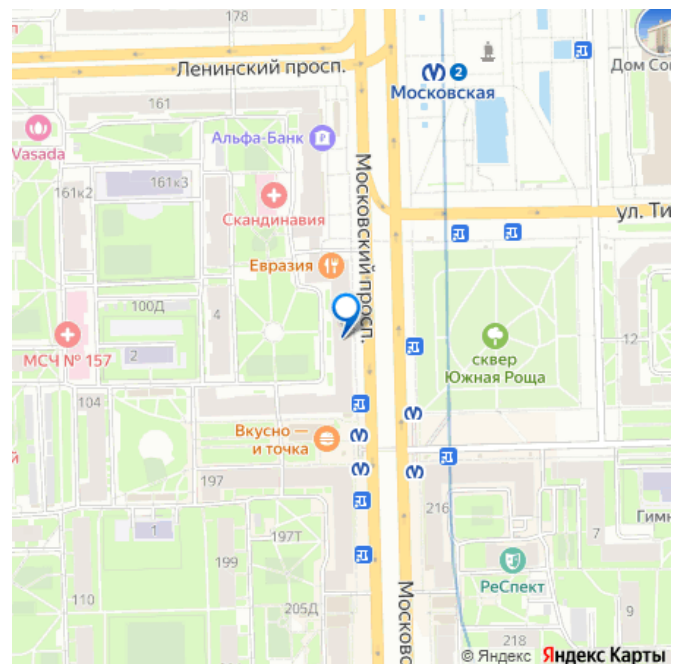 178
Ленинский просп.
2
Московская
Дом Со
161
Альфа-Банк
Vasada
161к2
161к3
Скандинавия
Московский просп.
ул. Ти
Евразия
100Д
4
МСЧ № 157
2
12
сквер
Южная Роща
104
Вкусно —
и точка
й
197
216
1
197Т
7
Гимн
199
РеСпект
110
205Д
Московс
9
218
© Яндекс Яндекс Карты